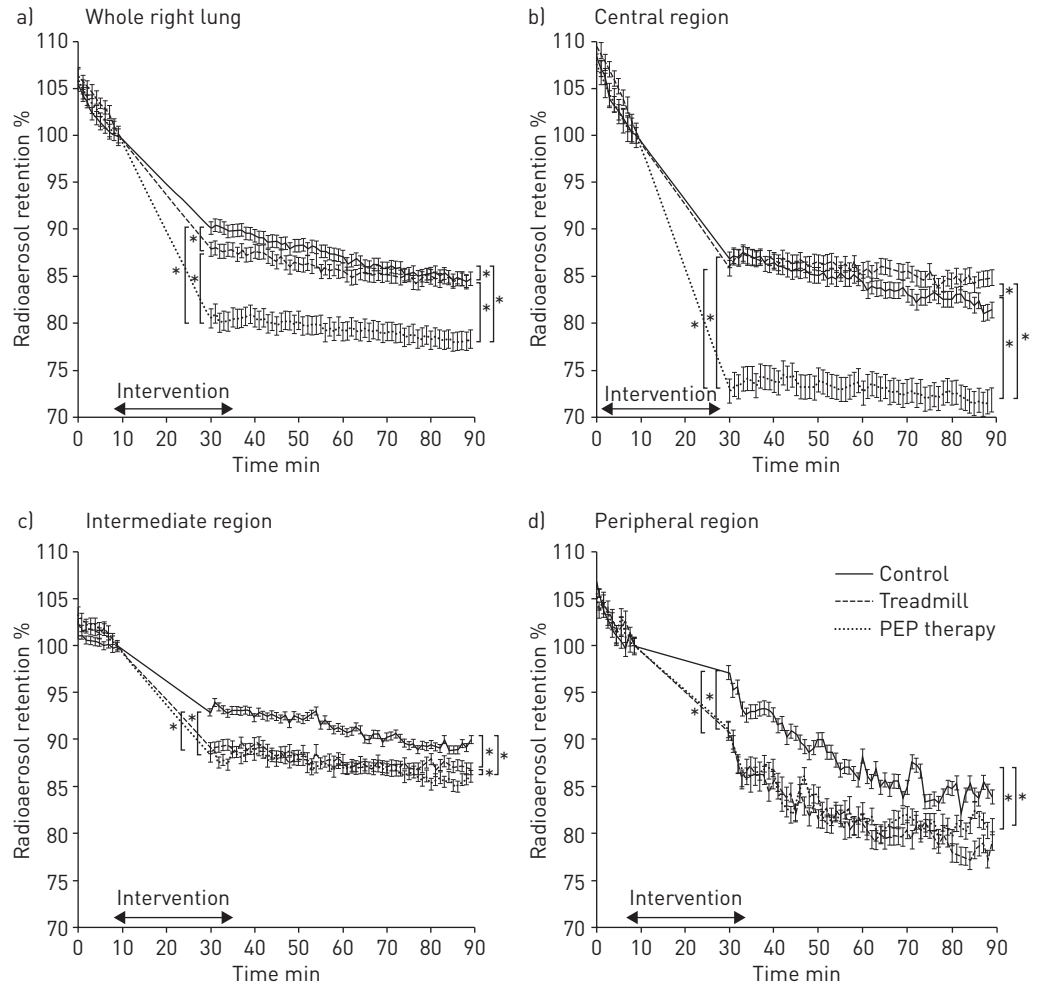 a) Whole right lung
110
105
100
95
90
85
80
75
70
Radioaerosol retention %
* * * * * *
Intervention
0 10 20 30 40 50 60 70 80 90
Time min
b) Central region
110
105
100
95
90
85
80
75
70
Radioaerosol retention %
* * * * *
Intervention
0 10 20 30 40 50 60 70 80 90
Time min
c) Intermediate region
110
105
100
95
90
85
80
75
70
Radioaerosol retention %
* * * * *
Intervention
0 10 20 30 40 50 60 70 80 90
Time min
d) Peripheral region
110
105
100
95
90
85
80
75
70
Radioaerosol retention %
Control
Treadmill
PEP therapy
* * * *
Intervention
0 10 20 30 40 50 60 70 80 90
Time min